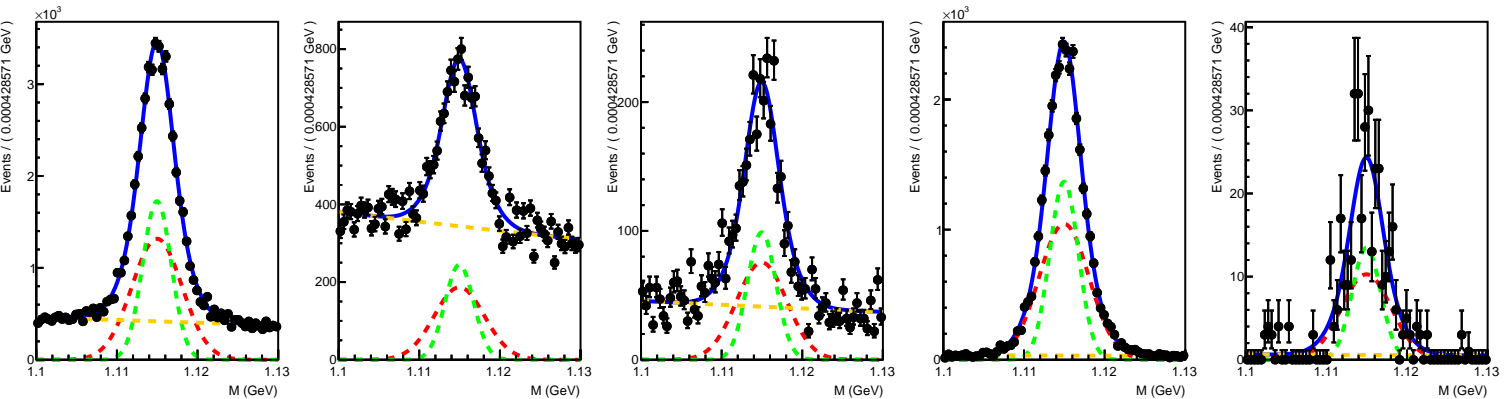 ×10³
Events / ( 0.000428571 GeV )
3
2
1
0
1.1 1.11 1.12 1.13
M (GeV)
Events / ( 0.000428571 GeV )
800
600
400
200
0
1.1 1.11 1.12 1.13
M (GeV)
Events / ( 0.000428571 GeV )
200
100
0
1.1 1.11 1.12 1.13
M (GeV)
×10³
Events / ( 0.000428571 GeV )
2
1
0
1.1 1.11 1.12 1.13
M (GeV)
Events / ( 0.000428571 GeV )
40
30
20
10
0
1.1 1.11 1.12 1.13
M (GeV)